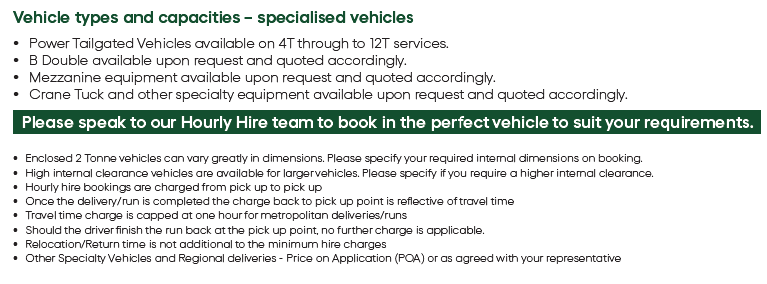 Vehicle types and capacities – specialised vehicles
• Power Tailgated Vehicles available on 4T through to 12T services.
• B Double available upon request and quoted accordingly.
• Mezzanine equipment available upon request and quoted accordingly.
• Crane Tuck and other specialty equipment available upon request and quoted accordingly.
Please speak to our Hourly Hire team to book in the perfect vehicle to suit your requirements.
• Enclosed 2 Tonne vehicles can vary greatly in dimensions. Please specify your required internal dimensions on booking.
• High internal clearance vehicles are available for larger vehicles. Please specify if you require a higher internal clearance.
• Hourly hire bookings are charged from pick up to pick up
• Once the delivery/run is completed the charge back to pick up point is reflective of travel time
• Travel time charge is capped at one hour for metropolitan deliveries/runs
• Should the driver finish the run back at the pick up point, no further charge is applicable.
• Relocation/Return time is not additional to the minimum hire charges
• Other Specialty Vehicles and Regional deliveries - Price on Application (POA) or as agreed with your representative